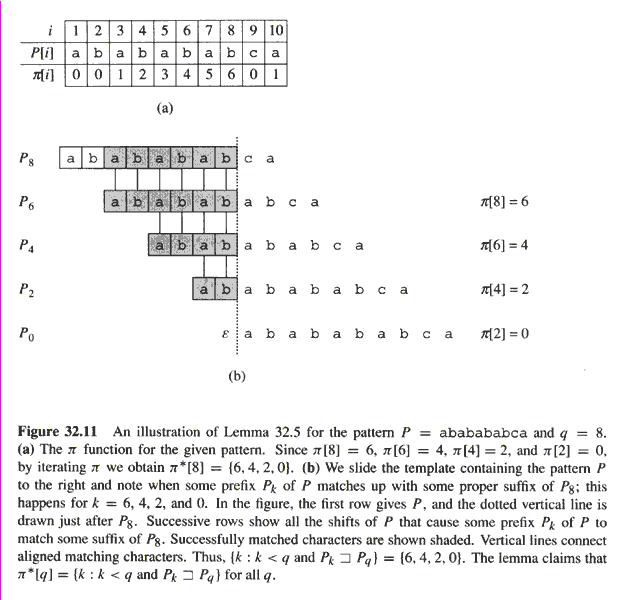 i 1 2 3 4 5 6 7 8 9 10
P[i] a b a b a b a b c a
π[i] 0 0 1 2 3 4 5 6 0 1
(a)
P8 a b a b a b a b c a
P6 a b a b a b a b c a π[8] = 6
P4 a b a b a b a b c a π[6] = 4
P2 a b a b a b a b c a π[4] = 2
P0 ε a b a b a b a b c a π[2] = 0
(b)
Figure 32.11 An illustration of Lemma 32.5 for the pattern P = ababababca and q = 8.
(a) The π function for the given pattern. Since π[8] = 6, π[6] = 4, π[4] = 2, and π[2] = 0,
by iterating π we obtain π*[8] = {6, 4, 2, 0}. (b) We slide the template containing the pattern P
to the right and note when some prefix Pk of P matches up with some proper suffix of P8; this
happens for k = 6, 4, 2, and 0. In the figure, the first row gives P, and the dotted vertical line is
drawn just after P8. Successive rows show all the shifts of P that cause some prefix Pk of P to
match some suffix of P8. Successfully matched characters are shown shaded. Vertical lines connect
aligned matching characters. Thus, {k : k < q and Pk ⊐ Pq} = {6, 4, 2, 0}. The lemma claims that
π*[q] = {k : k < q and Pk ⊐ Pq} for all q.